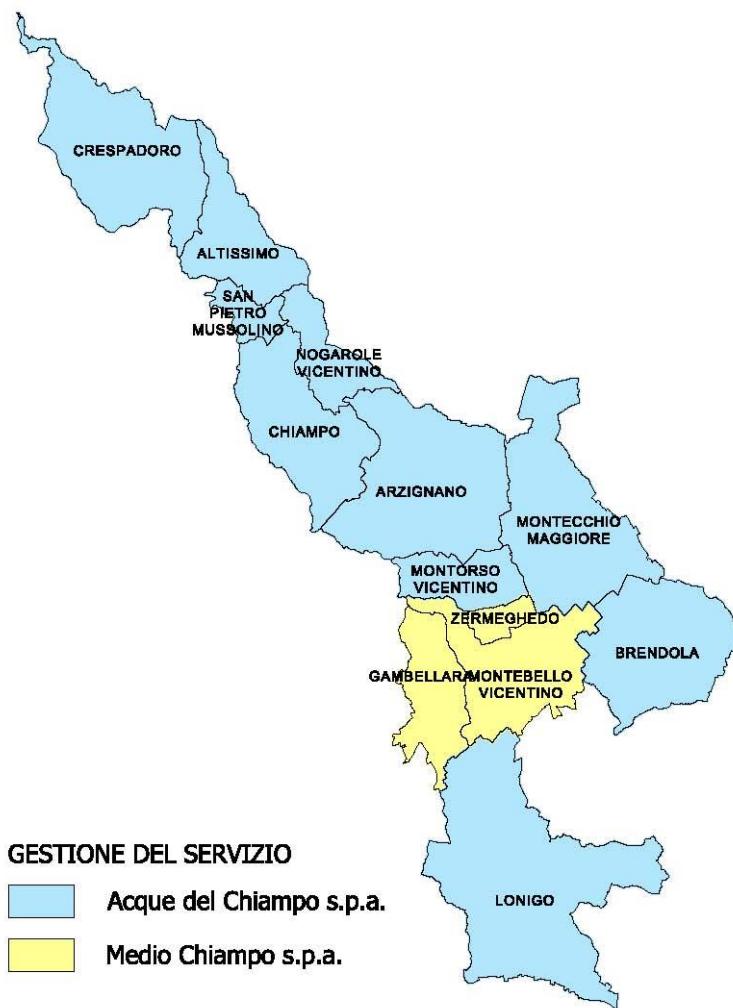 CRESPADORO
ALTISSIMO
SAN
PIETRO
MUSSOLINO
NOGAROLE
VICENTINO
CHIAMPO
ARZIGNANO
MONTECCHIO
MAGGIORE
MONTORSO
VICENTINO
ZERMEGHEDO
BRENDOLA
GAMBELLARA
MONTEBELLO
VICENTINO
LONIGO
GESTIONE DEL SERVIZIO
Acque del Chiampo s.p.a.
Medio Chiampo s.p.a.